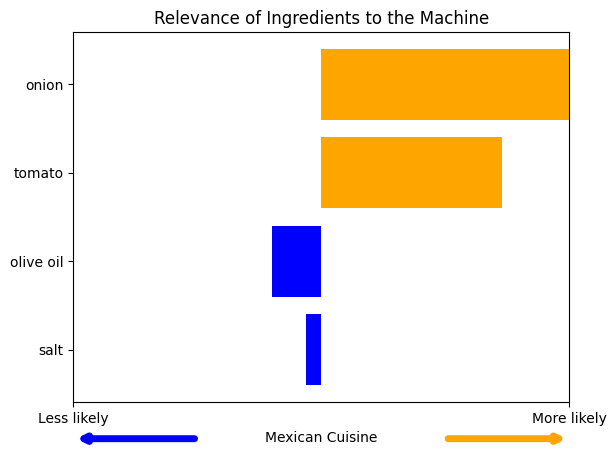 Relevance of Ingredients to the Machine
onion
tomato
olive oil
salt
Less likely
More likely
Mexican Cuisine